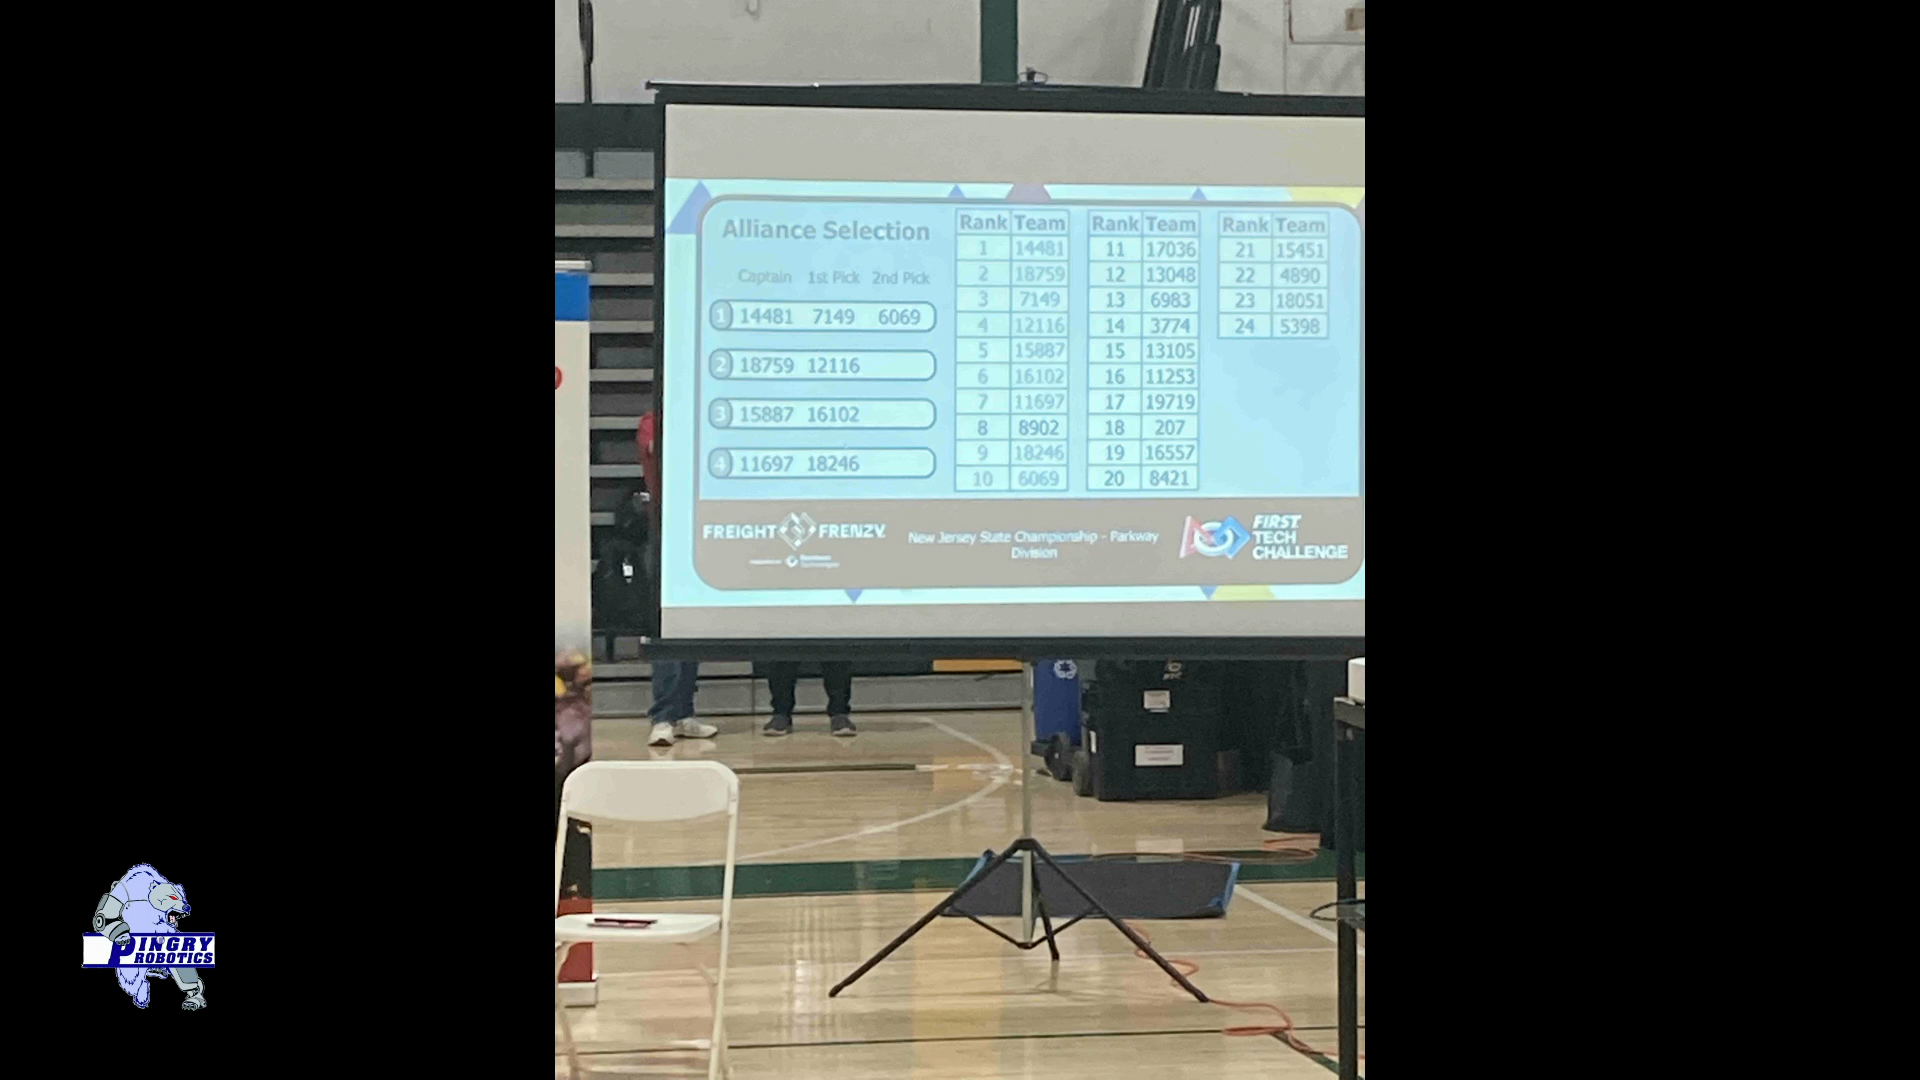 Alliance Selection
Captain 1st Pick 2nd Pick
1 14481 7149 6069
2 18759 12116
3 15887 16102
4 11697 18246
Rank Team
1 14481
2 18759
3 7149
4 12116
5 15887
6 16102
7 11697
8 8902
9 18246
10 6069
Rank Team
11 17036
12 13048
13 6983
14 3774
15 13105
16 11253
17 19719
18 207
19 16557
20 8421
Rank Team
21 15451
22 4890
23 18051
24 5398
FREIGHT FRENZY
New Jersey State Championship - Parkway
Division
FIRST
TECH
CHALLENGE
PINGRY
ROBOTICS